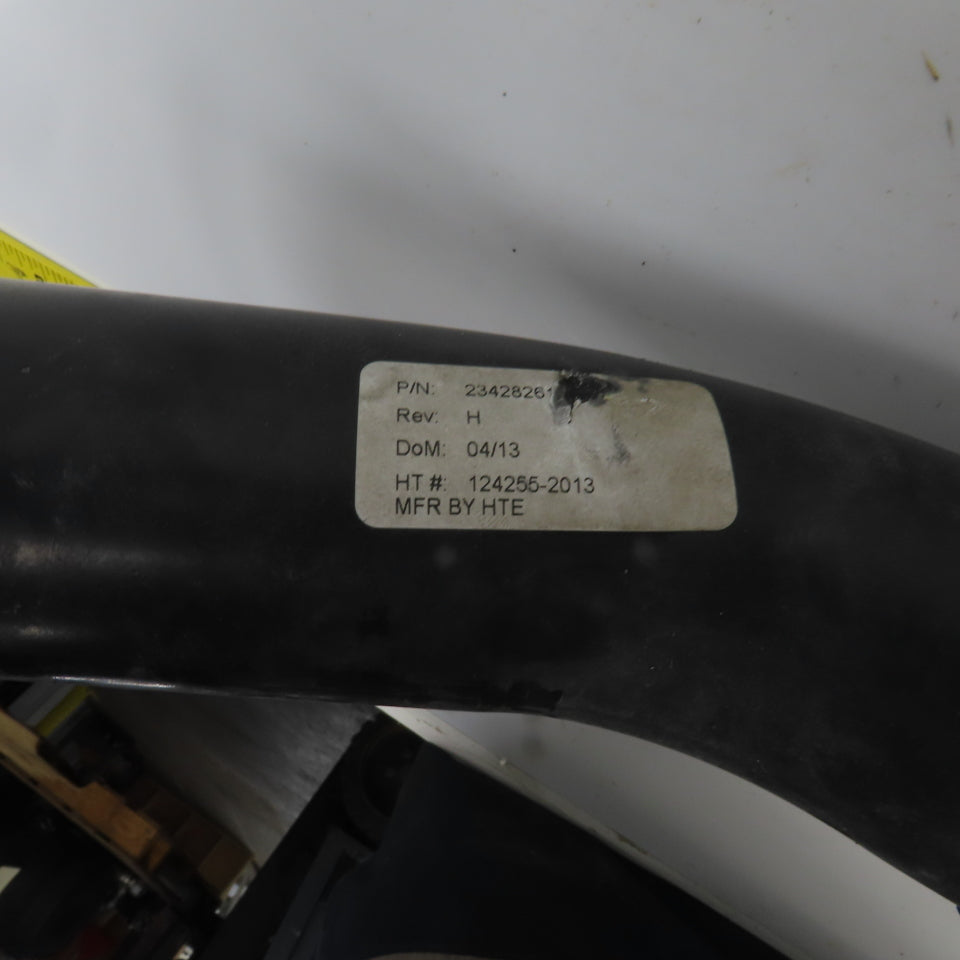 P/N: 23428261
Rev: H
DoM: 04/13
HT #: 124255-2013
MFR BY HTE